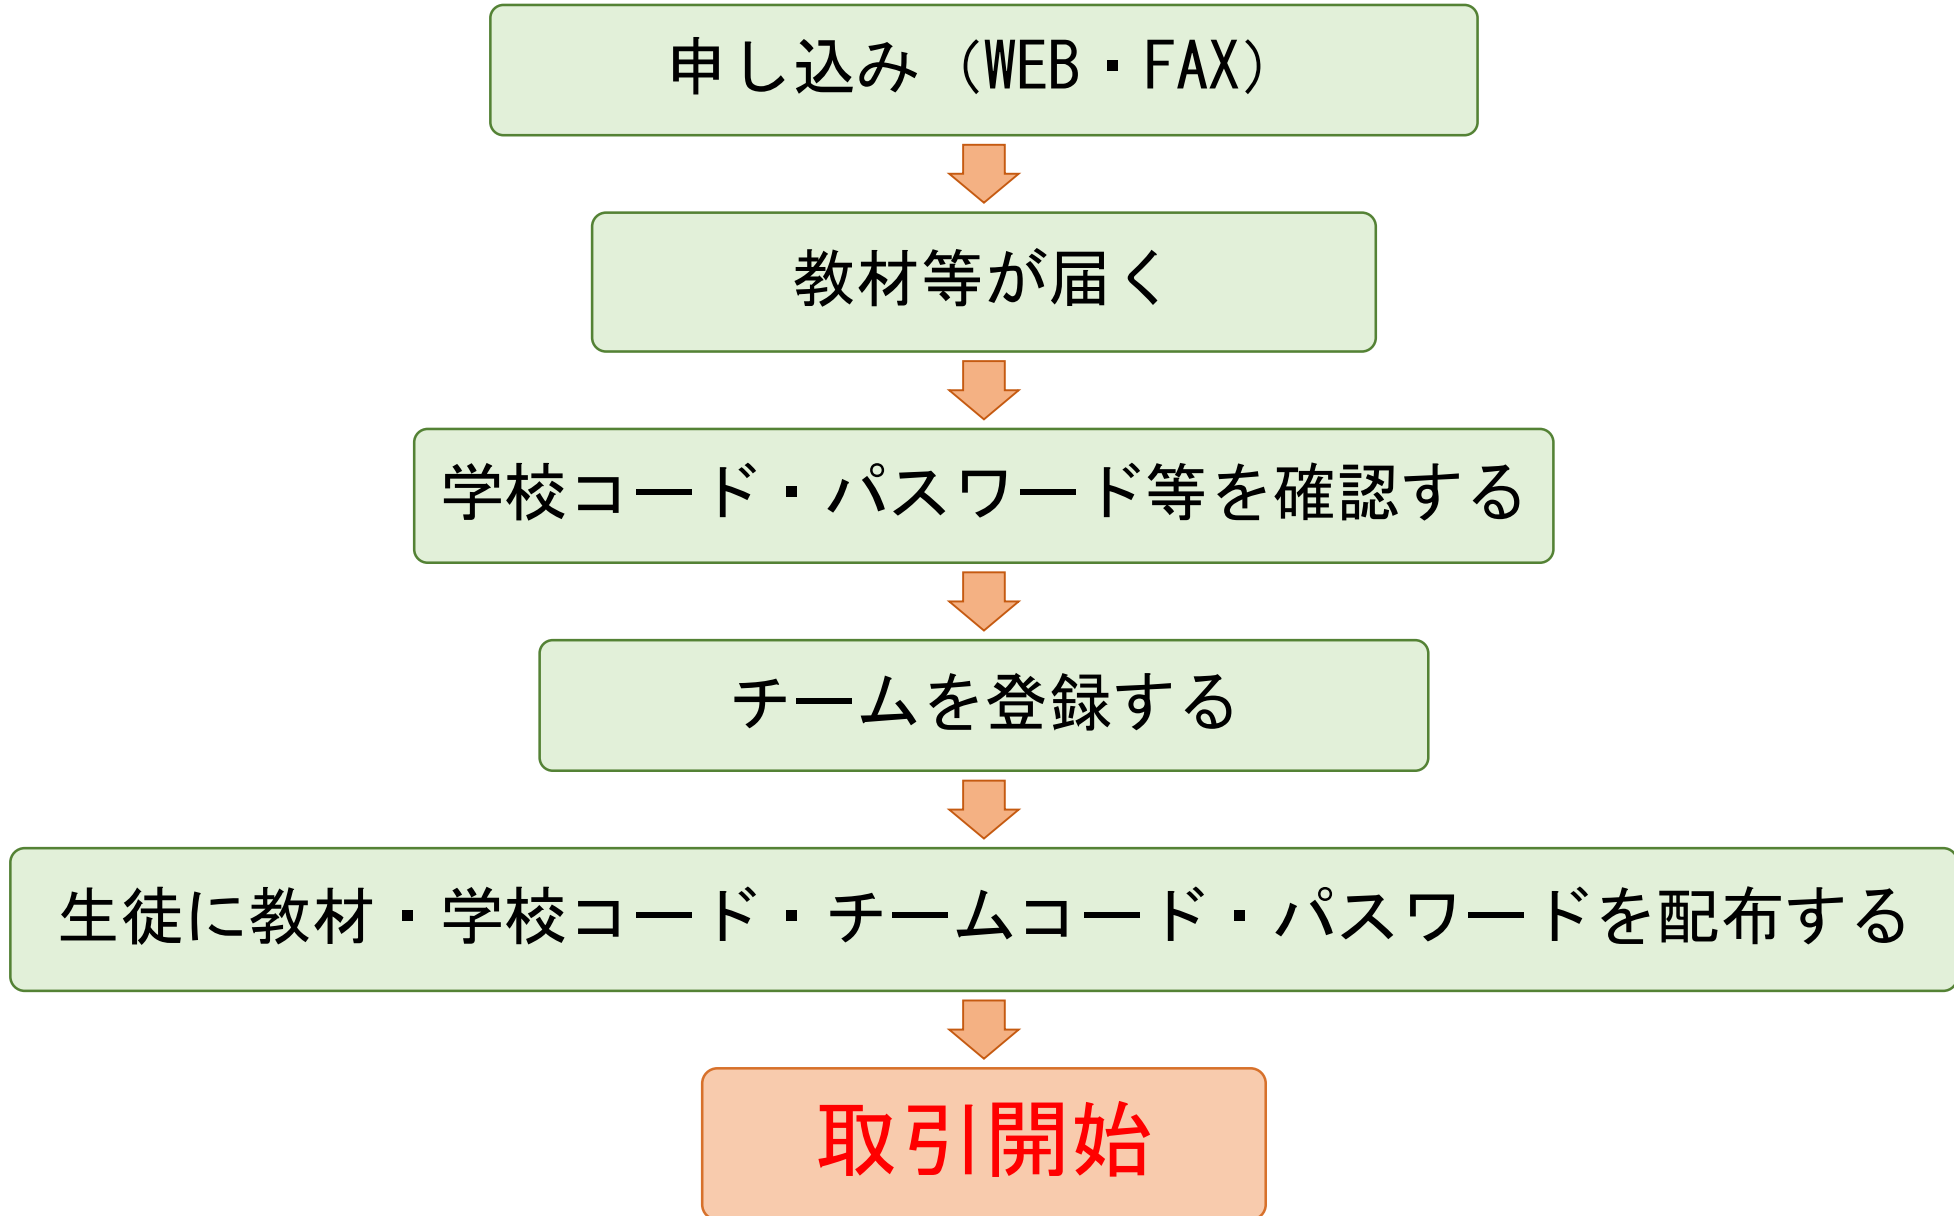 申し込み（WEB・FAX）
教材等が届く
学校コード・パスワード等を確認する
チームを登録する
生徒に教材・学校コード・チームコード・パスワードを配布する
取引開始